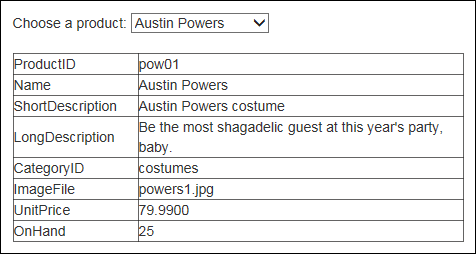 Choose a product: Austin Powers
ProductID pow01
Name Austin Powers
ShortDescription Austin Powers costume
LongDescription Be the most shagadelic guest at this year's party,
baby.
CategoryID costumes
ImageFile powers1.jpg
UnitPrice 79.9900
OnHand 25